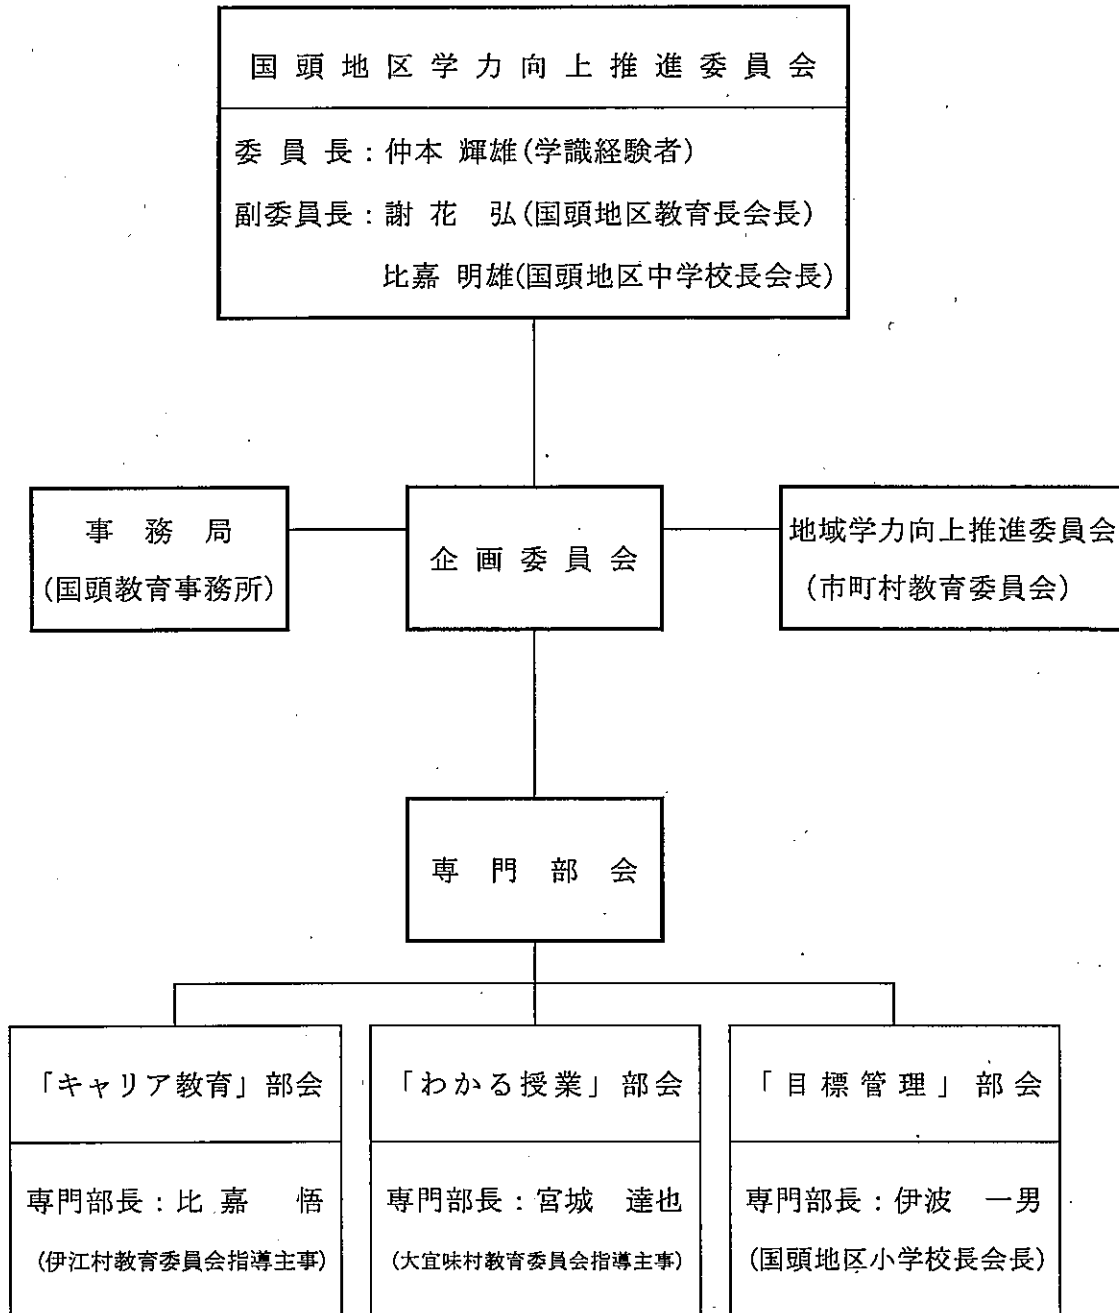 国頭地区学力向上推進委員会
委員長：仲本 輝雄(学識経験者)
副委員長：謝花 弘(国頭地区教育長会長)
比嘉 明雄(国頭地区中学校長会長)
事務局
(国頭教育事務所)
企画委員会
地域学力向上推進委員会
(市町村教育委員会)
専門部会
「キャリア教育」部会
専門部長：比嘉 悟
(伊江村教育委員会指導主事)
「わかる授業」部会
専門部長：宮城 達也
(大宜味村教育委員会指導主事)
「目標管理」部会
専門部長：伊波 一男
(国頭地区小学校長会長)